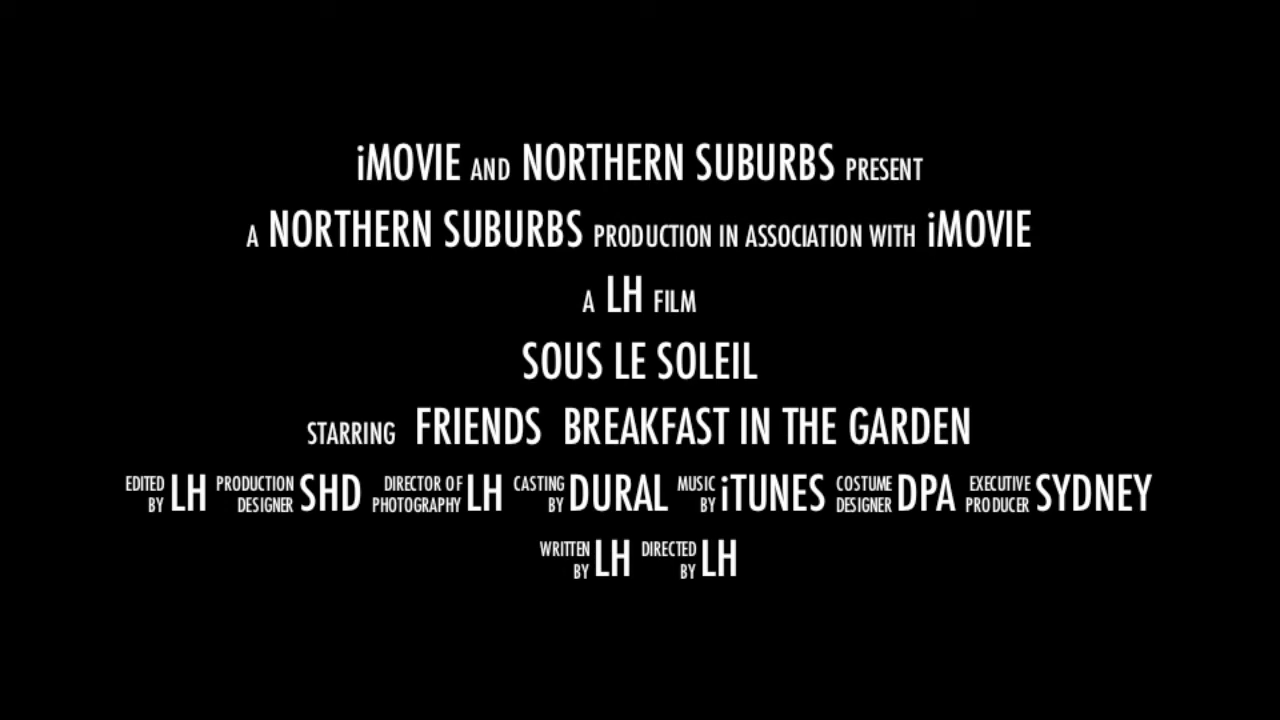 iMOVIE AND NORTHERN SUBURBS PRESENT
A NORTHERN SUBURBS PRODUCTION IN ASSOCIATION WITH iMOVIE
A LH FILM
SOUS LE SOLEIL
STARRING FRIENDS BREAKFAST IN THE GARDEN
EDITED BY LH PRODUCTION DESIGNER SHD DIRECTOR OF PHOTOGRAPHY LH CASTING BY DURAL MUSIC BY iTUNES COSTUME DESIGNER DPA EXECUTIVE PRODUCER SYDNEY
WRITTEN BY LH DIRECTED BY LH